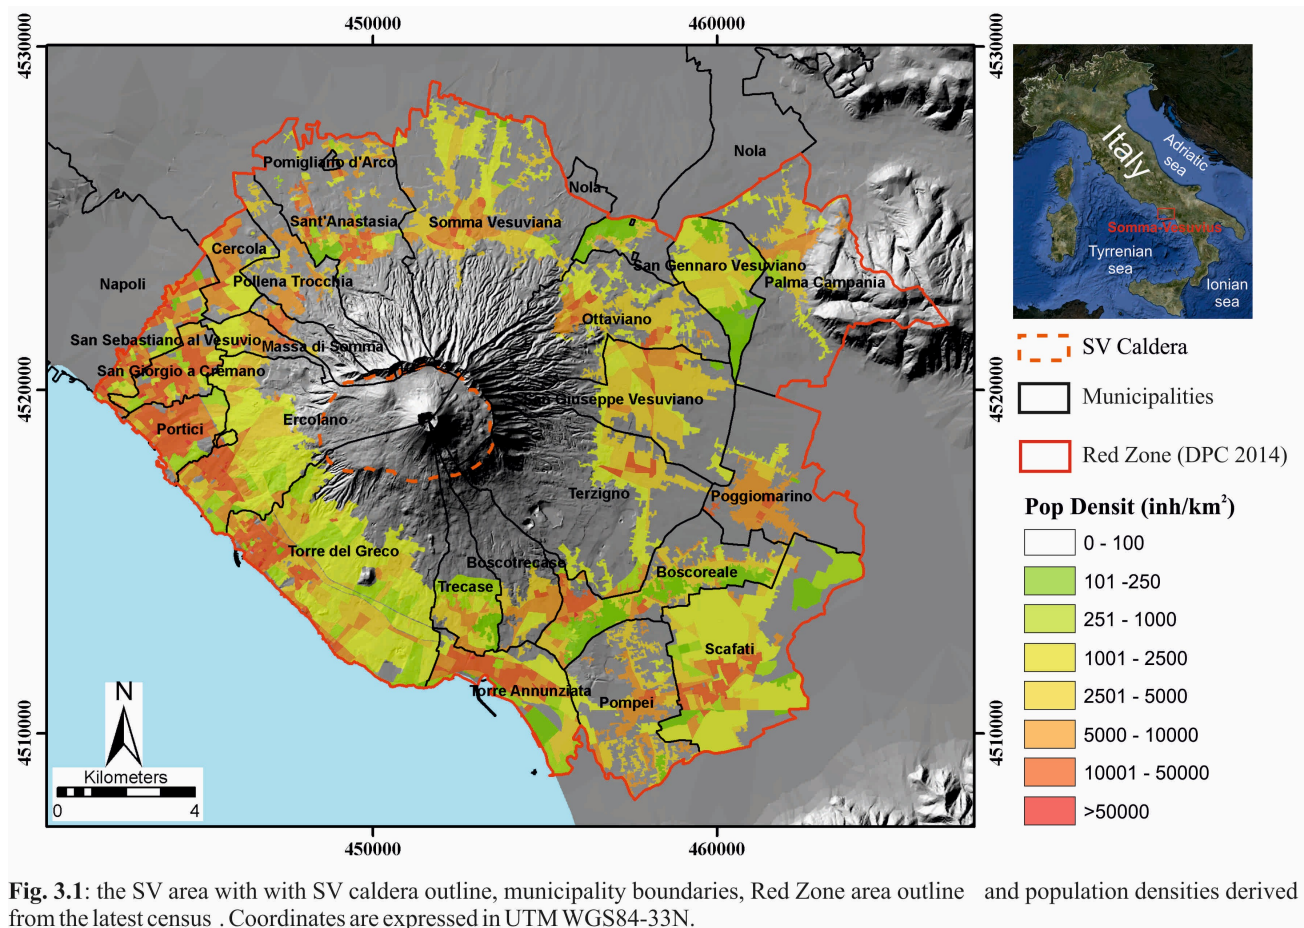 450000
460000
4530000
4530000
Nola
Pomigliano d'Arco
Nola
Sant'Anastasia
Somma Vesuviana
Cercola
San Gennaro Vesuviano
Napoli
Pollena Trocchia
Palma Campania
Ottaviano
San Sebastiano al Vesuvio
Massa di Somma
San Giorgio a Cremano
4520000
4520000
San Giuseppe Vesuviano
Ercolano
Portici
Terzigno
Poggiomarino
Torre del Greco
Boscotrecase
Boscoreale
Trecase
Scafati
Torre Annunziata
Pompei
4510000
4510000
N
Kilometers
0
4
450000
460000
Italy
Adriatic
sea
Somma-Vesuvius
Tyrrenian
sea
Ionian
sea
SV Caldera
Municipalities
Red Zone (DPC 2014)
Pop Densit (inh/km²)
0 - 100
101 -250
251 - 1000
1001 - 2500
2501 - 5000
5000 - 10000
10001 - 50000
>50000
Fig. 3.1: the SV area with with SV caldera outline, municipality boundaries, Red Zone area outline and population densities derived
from the latest census . Coordinates are expressed in UTM WGS84-33N.